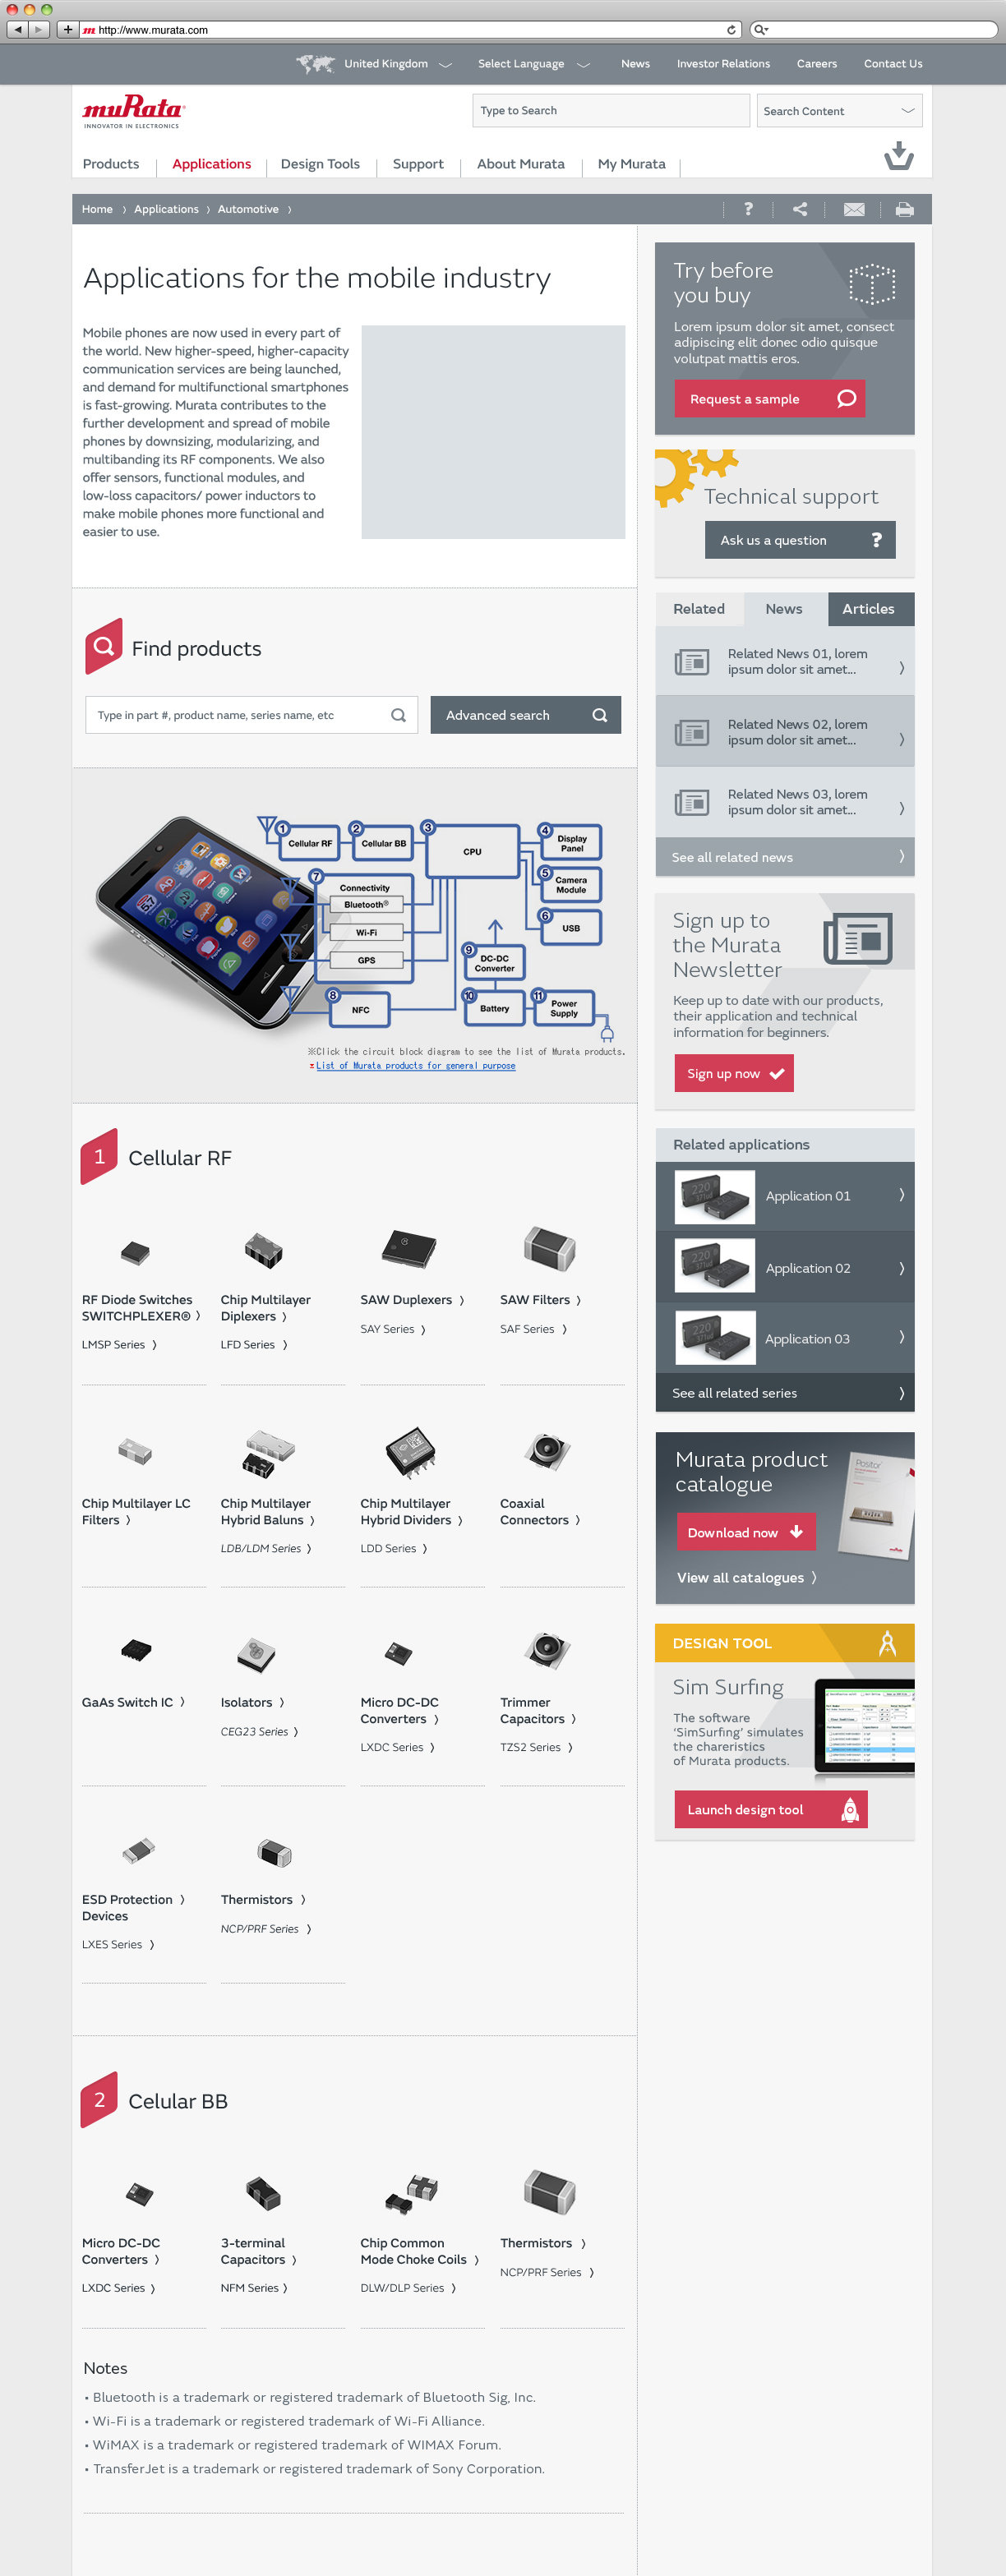 http://www.murata.com
United Kingdom
Select Language
News
Investor Relations
Careers
Contact Us
muRata
INNOVATOR IN ELECTRONICS
Type to Search
Search Content
Products
Applications
Design Tools
Support
About Murata
My Murata
Home
Applications
Automotive
Applications for the mobile industry
Mobile phones are now used in every part of
the world. New higher-speed, higher-capacity
communication services are being launched,
and demand for multifunctional smartphones
is fast-growing. Murata contributes to the
further development and spread of mobile
phones by downsizing, modularizing, and
multibanding its RF components. We also
offer sensors, functional modules, and
low-loss capacitors/ power inductors to
make mobile phones more functional and
easier to use.
Find products
Type in part #, product name, series name, etc
Advanced search
1 Cellular RF
2 Cellular BB
3 CPU
4 Display
Panel
5 Camera
Module
6 USB
7 Connectivity
Bluetooth®
Wi-Fi
GPS
8 NFC
9 DC-DC
Converter
10 Battery
11 Power
Supply
※Click the circuit block diagram to see the list of Murata products.
List of Murata products for general purpose
1 Cellular RF
RF Diode Switches
SWITCHPLEXER®
LMSP Series
Chip Multilayer
Diplexers
LFD Series
SAW Duplexers
SAY Series
SAW Filters
SAF Series
Chip Multilayer LC
Filters
Chip Multilayer
Hybrid Baluns
LDB/LDM Series
Chip Multilayer
Hybrid Dividers
LDD Series
Coaxial
Connectors
GaAs Switch IC
Isolators
CEG23 Series
Micro DC-DC
Converters
LXDC Series
Trimmer
Capacitors
TZS2 Series
ESD Protection
Devices
LXES Series
Thermistors
NCP/PRF Series
2 Celular BB
Micro DC-DC
Converters
LXDC Series
3-terminal
Capacitors
NFM Series
Chip Common
Mode Choke Coils
DLW/DLP Series
Thermistors
NCP/PRF Series
Notes
• Bluetooth is a trademark or registered trademark of Bluetooth Sig, Inc.
• Wi-Fi is a trademark or registered trademark of Wi-Fi Alliance.
• WiMAX is a trademark or registered trademark of WIMAX Forum.
• TransferJet is a trademark or registered trademark of Sony Corporation.
Try before
you buy
Lorem ipsum dolor sit amet, consect
adipiscing elit donec odio quisque
volutpat mattis eros.
Request a sample
Technical support
Ask us a question ?
Related
News
Articles
Related News 01, lorem
ipsum dolor sit amet...
Related News 02, lorem
ipsum dolor sit amet...
Related News 03, lorem
ipsum dolor sit amet...
See all related news
Sign up to
the Murata
Newsletter
Keep up to date with our products,
their application and technical
information for beginners.
Sign up now
Related applications
Application 01
Application 02
Application 03
See all related series
Murata product
catalogue
Download now
View all catalogues
DESIGN TOOL
Sim Surfing
The software
‘SimSurfing’ simulates
the chareristics
of Murata products.
Launch design tool